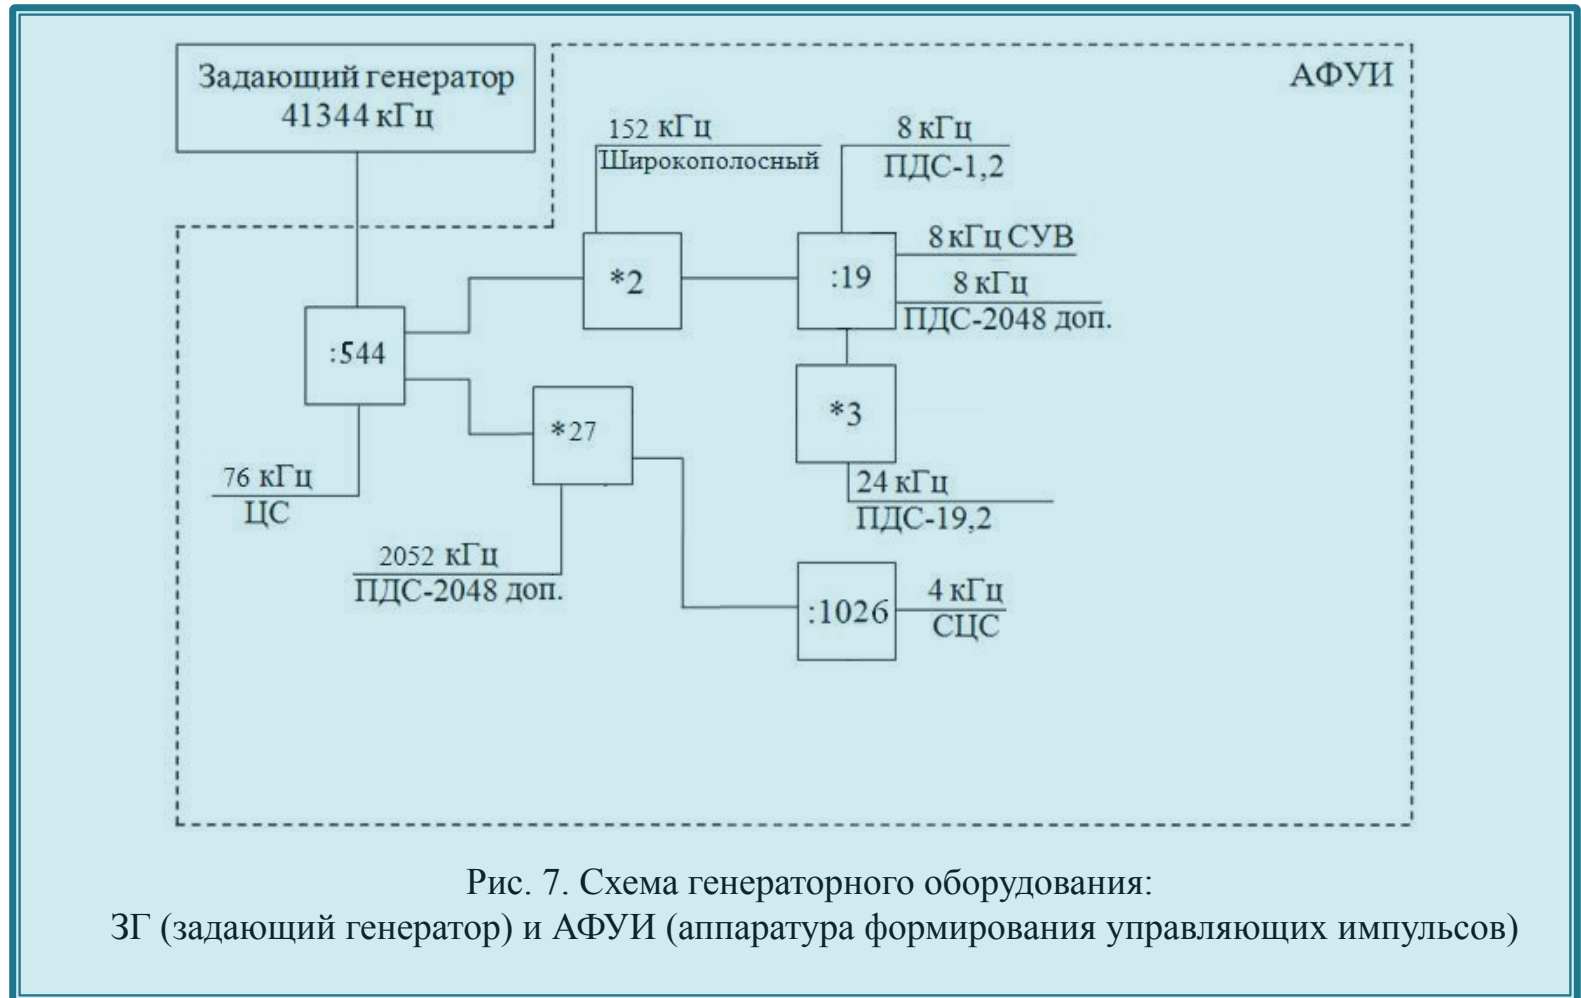 Задающий генератор
41344 кГц
АФУИ
152 кГц
Широкополосный
8 кГц
ПДС-1,2
*2
:19
8 кГц СУВ
8 кГц
ПДС-2048 доп.
:544
*27
*3
76 кГц
ЦС
24 кГц
ПДС-19,2
2052 кГц
ПДС-2048 доп.
:1026
4 кГц
СЦС
Рис. 7. Схема генераторного оборудования:
ЗГ (задающий генератор) и АФУИ (аппаратура формирования управляющих импульсов)